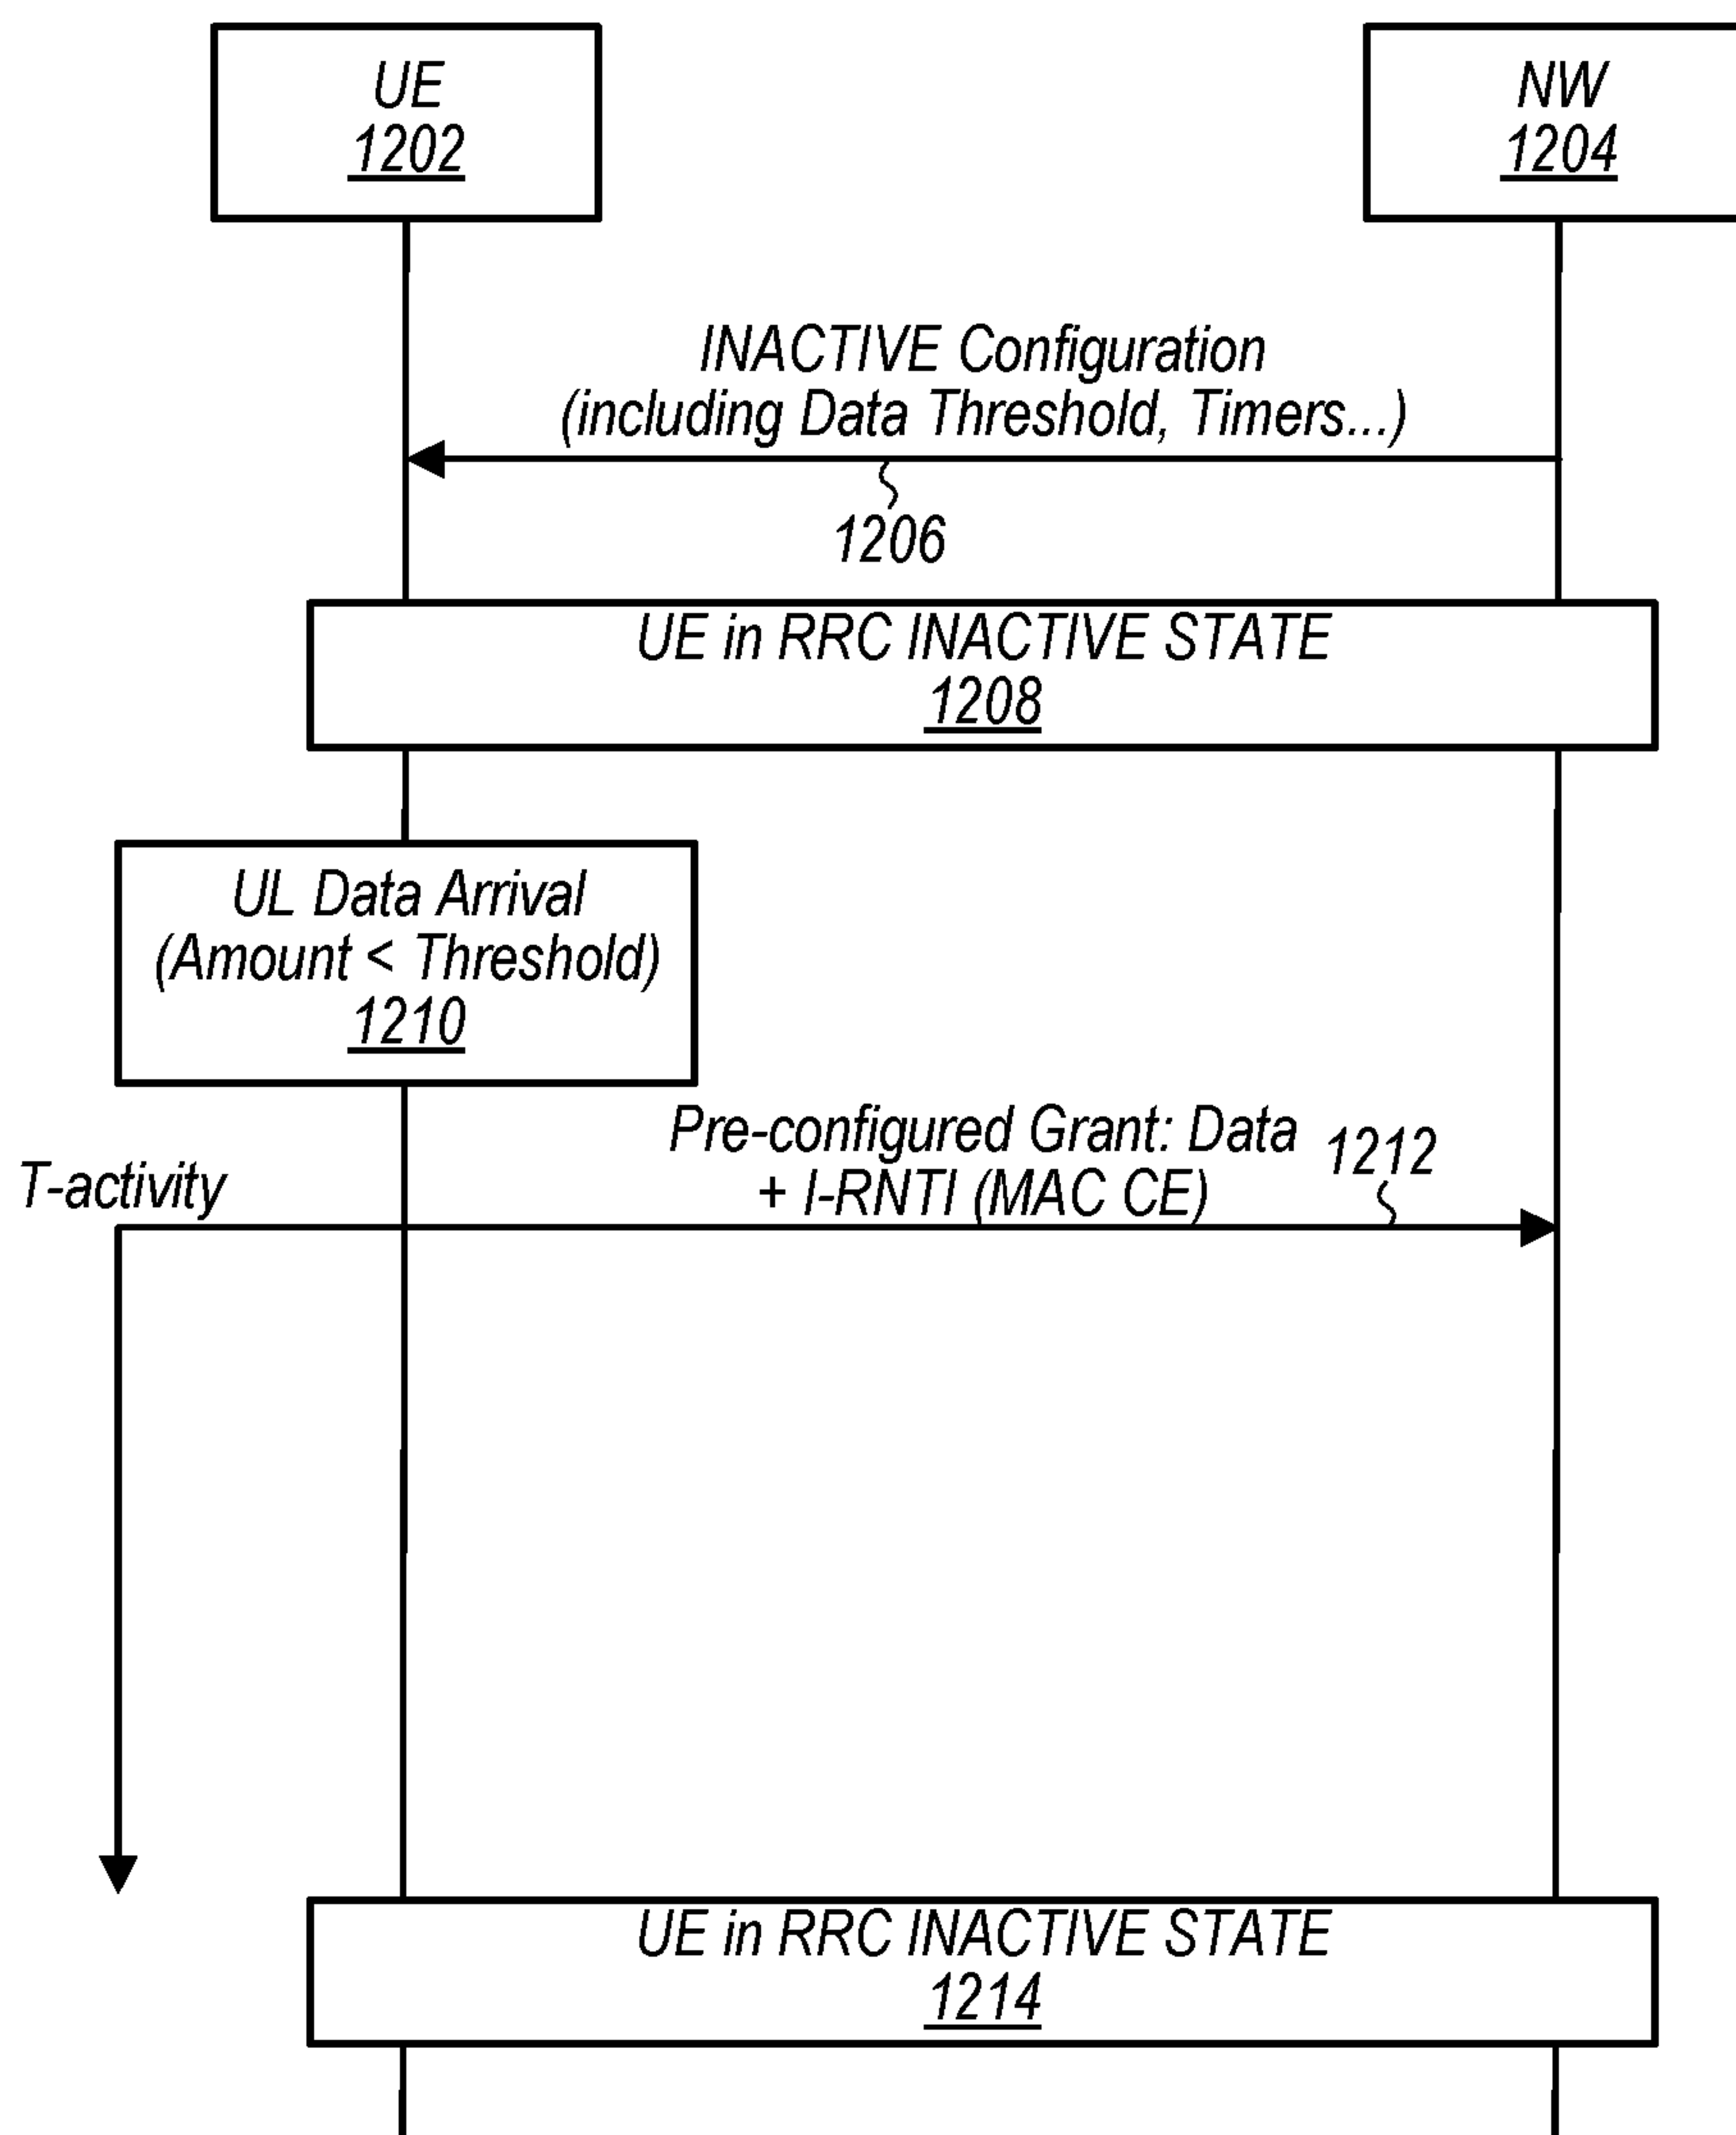 UE
1202
NW
1204
INACTIVE Configuration
(including Data Threshold, Timers...)
1206
UE in RRC INACTIVE STATE
1208
UL Data Arrival
(Amount < Threshold)
1210
Pre-configured Grant: Data
+ I-RNTI (MAC CE)
1212
T-activity
UE in RRC INACTIVE STATE
1214